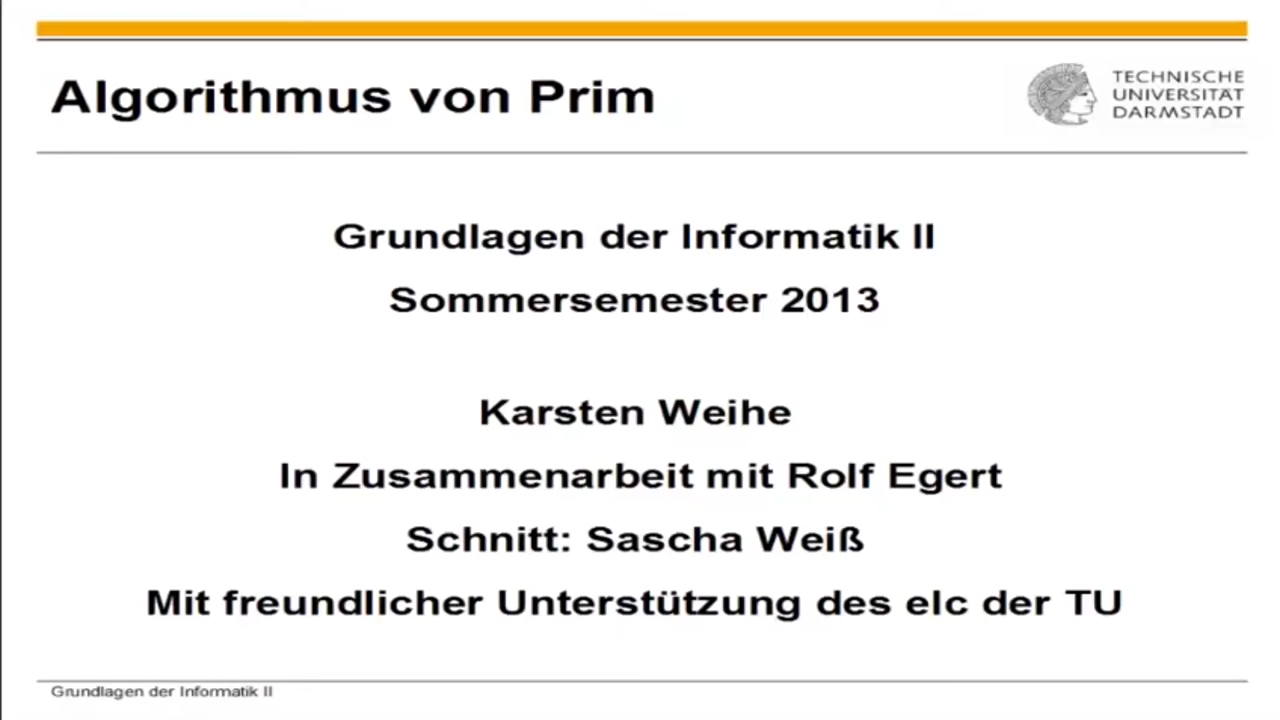 Algorithmus von Prim
TECHNISCHE
UNIVERSITÄT
DARMSTADT
Grundlagen der Informatik II
Sommersemester 2013
Karsten Weihe
In Zusammenarbeit mit Rolf Egert
Schnitt: Sascha Weiß
Mit freundlicher Unterstützung des elc der TU
Grundlagen der Informatik II